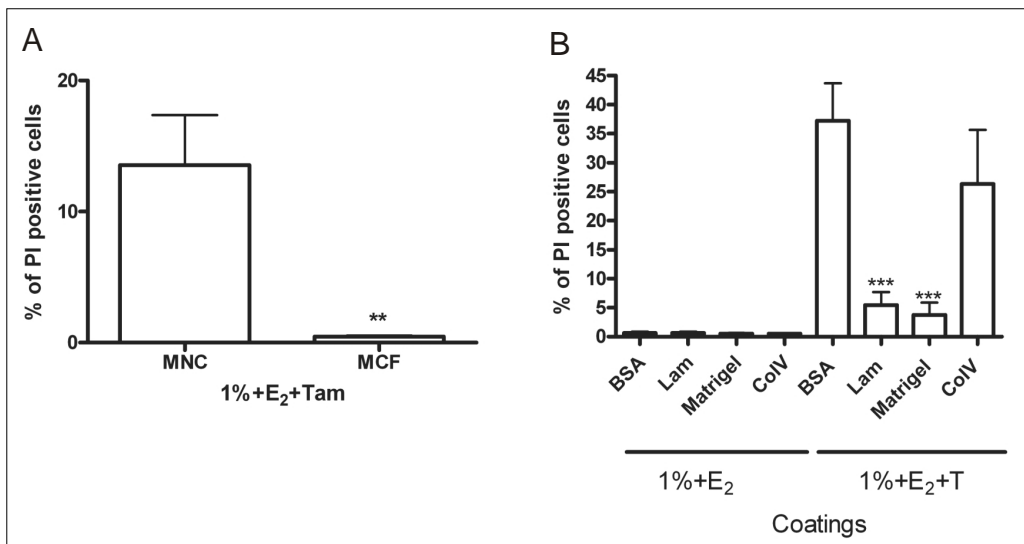 A
% of PI positive cells
20
10
0
**
MNC
MCF
1%+E₂+Tam
B
% of PI positive cells
45
40
35
30
25
20
15
10
5
0
***
***
BSA
Lam
Matrigel
ColV
BSA
Lam
Matrigel
ColV
1%+E₂
1%+E₂+T
Coatings